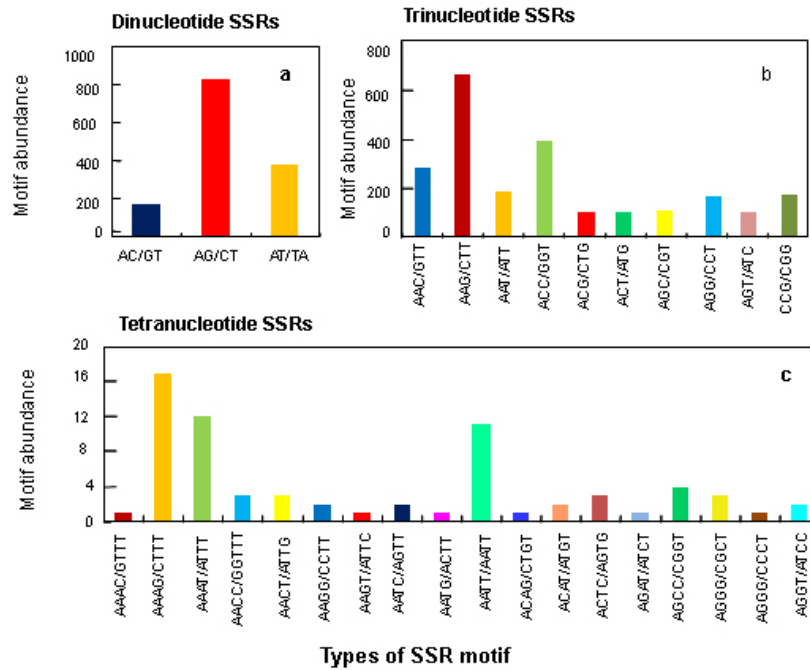 Dinucleotide SSRs
Motif abundance
1000
800
600
400
200
0
a
AC/GT
AG/CT
AT/TA
Trinucleotide SSRs
Motif abundance
800
600
400
200
0
b
AAC/GTT
AAG/CTT
AAT/ATT
ACC/GGT
ACG/CTG
ACT/ATG
AGC/CGT
AGG/CCT
AGT/ATC
CCG/CGG
Tetranucleotide SSRs
Motif abundance
20
16
12
8
4
0
c
AAAC/GTTT
AAAG/CTTT
AAAT/ATTT
AACC/GGTTT
AACT/ATTG
AAGG/CCTT
AAGT/ATTC
AATC/AGTT
AATG/ACTT
AATT/AATT
ACAG/CTGT
ACAT/ATGT
ACTC/AGTG
AGAT/ATCT
AGCC/CGGT
AGGG/CGCT
AGGG/CCCT
AGGT/ATCC
Types of SSR motif